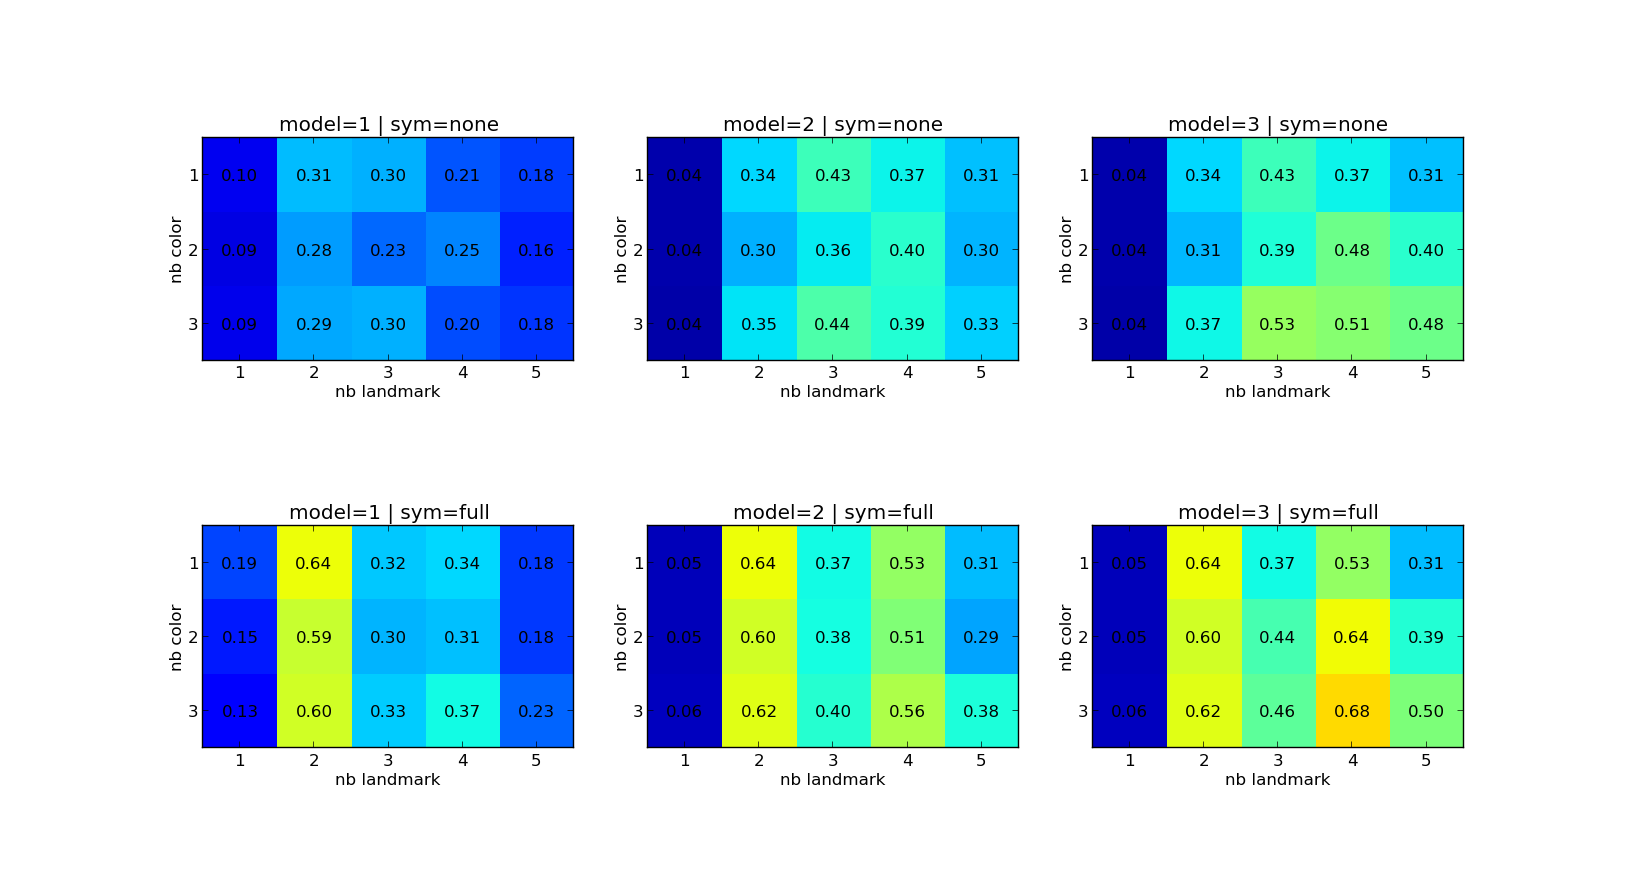 model=1 | sym=none
1 0.10 0.31 0.30 0.21 0.18
2 0.09 0.28 0.23 0.25 0.16
3 0.09 0.29 0.30 0.20 0.18
1 2 3 4 5
nb landmark
nb color
model=2 | sym=none
1 0.04 0.34 0.43 0.37 0.31
2 0.04 0.30 0.36 0.40 0.30
3 0.04 0.35 0.44 0.39 0.33
1 2 3 4 5
nb landmark
nb color
model=3 | sym=none
1 0.04 0.34 0.43 0.37 0.31
2 0.04 0.31 0.39 0.48 0.40
3 0.04 0.37 0.53 0.51 0.48
1 2 3 4 5
nb landmark
nb color
model=1 | sym=full
1 0.19 0.64 0.32 0.34 0.18
2 0.15 0.59 0.30 0.31 0.18
3 0.13 0.60 0.33 0.37 0.23
1 2 3 4 5
nb landmark
nb color
model=2 | sym=full
1 0.05 0.64 0.37 0.53 0.31
2 0.05 0.60 0.38 0.51 0.29
3 0.06 0.62 0.40 0.56 0.38
1 2 3 4 5
nb landmark
nb color
model=3 | sym=full
1 0.05 0.64 0.37 0.53 0.31
2 0.05 0.60 0.44 0.64 0.39
3 0.06 0.62 0.46 0.68 0.50
1 2 3 4 5
nb landmark
nb color